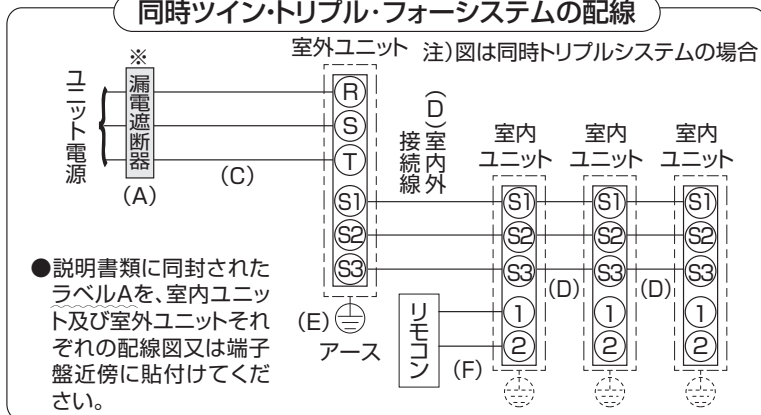 同時ツイン・トリプル・フォーシステムの配線
室外ユニット
注)図は同時トリプルシステムの場合
※
ユニット電源
漏電遮断器
(A)
(C)
R
S
T
S1
S2
S3
(E)
アース
(D)室内外
接続線
室内
ユニット
S1
S2
S3
1
2
(D)
室内
ユニット
S1
S2
S3
1
2
(D)
室内
ユニット
S1
S2
S3
1
2
リモコン
(F)
●説明書類に同封された
ラベルAを、室内ユニッ
ト及び室外ユニットそれ
ぞれの配線図又は端子
盤近傍に貼付けてくだ
さい。